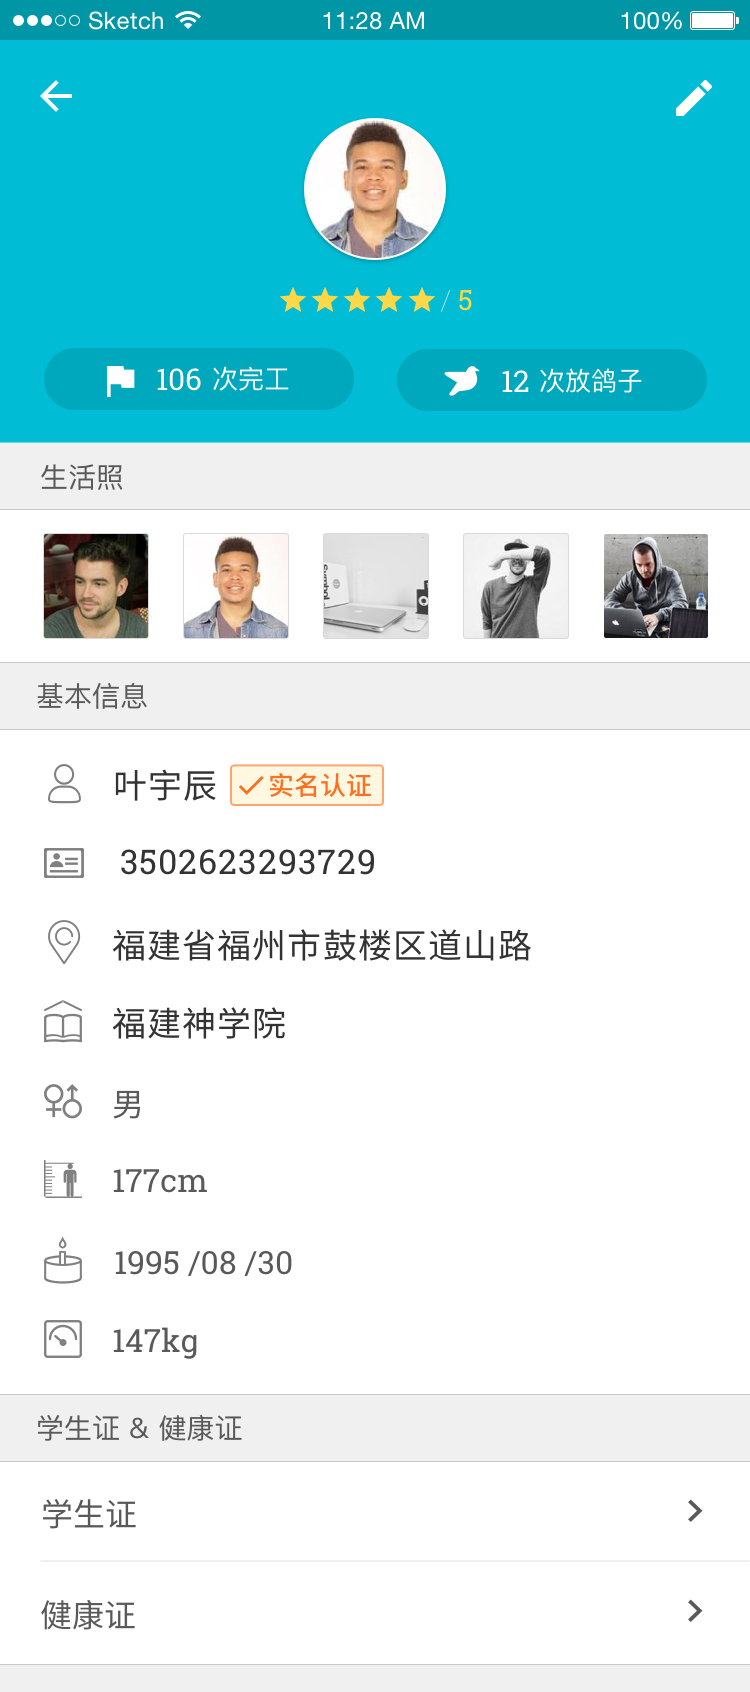 Sketch 11:28 AM 100%
/ 5
106 次完工 12 次放鸽子
生活照
基本信息
叶宇辰 实名认证
3502623293729
福建省福州市鼓楼区道山路
福建神学院
男
177cm
1995 /08 /30
147kg
学生证 & 健康证
学生证
健康证